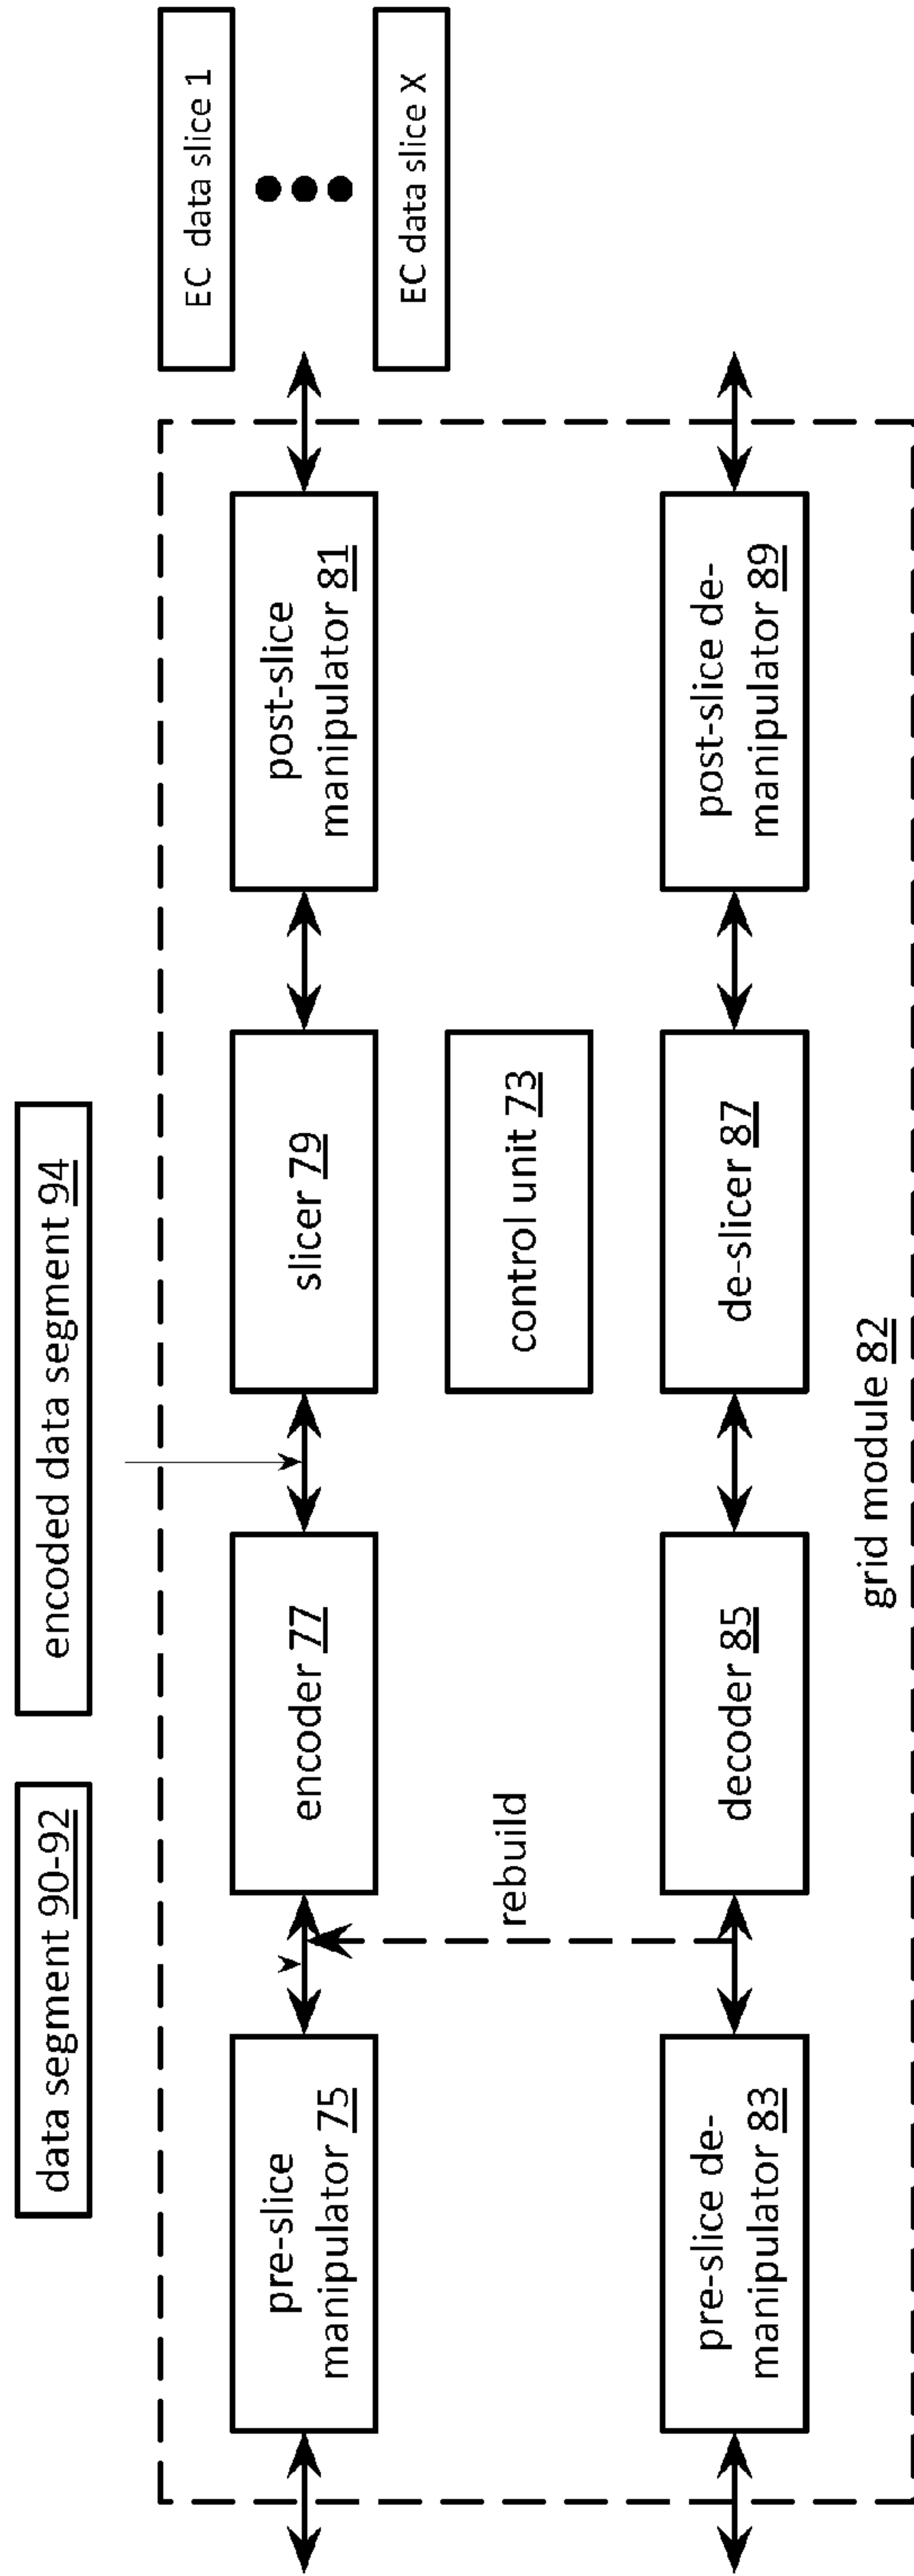 data segment 90-92
encoded data segment 94
pre-slice
manipulator 75
encoder 77
slicer 79
post-slice
manipulator 81
EC  data slice 1
EC data slice X
rebuild
control unit 73
pre-slice de-
manipulator 83
decoder 85
de-slicer 87
post-slice de-
manipulator 89
grid module 82